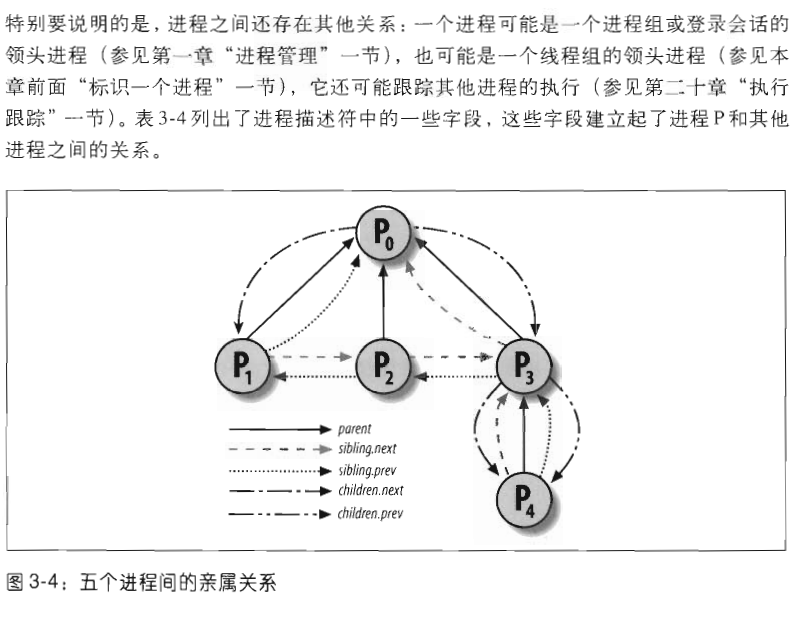 特别要说明的是，进程之间还存在其他关系：一个进程可能是一个进程组或登录会话的
领头进程（参见第一章“进程管理”一节），也可能是一个线程组的领头进程（参见本
章前面“标识一个进程”一节），它还可能跟踪其他进程的执行（参见第二十章“执行
跟踪”一节）。表3-4列出了进程描述符中的一些字段，这些字段建立起了进程P和其他
进程之间的关系。
P0
P1
P2
P3
parent
sibling.next
sibling.prev
children.next
children.prev
P4
图 3-4：五个进程间的亲属关系